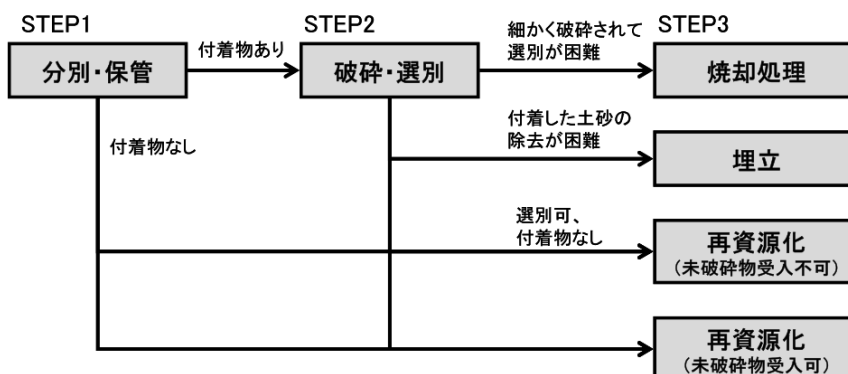 STEP1
STEP2
STEP3
分別・保管
付着物あり
破砕・選別
細かく破砕されて
選別が困難
焼却処理
付着物なし
付着した土砂の
除去が困難
埋立
選別可、
付着物なし
再資源化
（未破砕物受入不可）
再資源化
（未破砕物受入可）